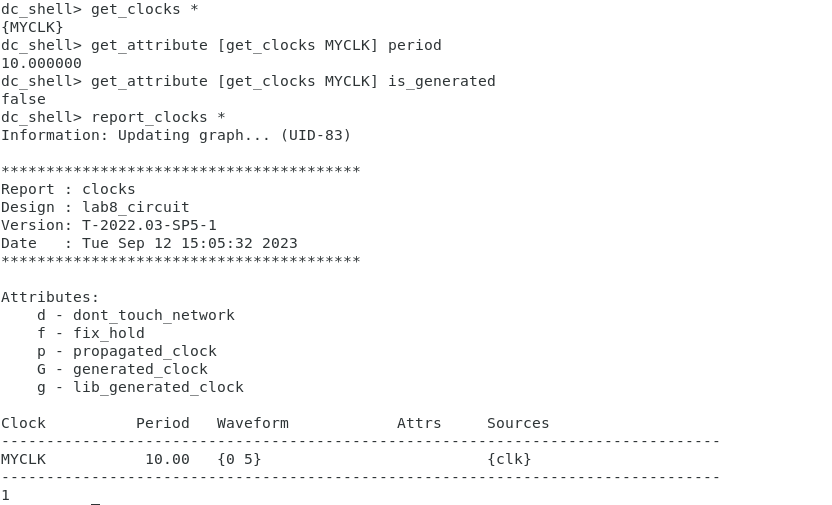 dc_shell> get_clocks *
{MYCLK}
dc_shell> get_attribute [get_clocks MYCLK] period
10.000000
dc_shell> get_attribute [get_clocks MYCLK] is_generated
false
dc_shell> report_clocks *
Information: Updating graph... (UID-83)

****************************************
Report : clocks
Design : lab8_circuit
Version: T-2022.03-SP5-1
Date   : Tue Sep 12 15:05:32 2023
****************************************

Attributes:
    d - dont_touch_network
    f - fix_hold
    p - propagated_clock
    G - generated_clock
    g - lib_generated_clock

Clock          Period   Waveform            Attrs     Sources
--------------------------------------------------------------------------------
MYCLK           10.00   {0 5}                         {clk}
--------------------------------------------------------------------------------
1         _